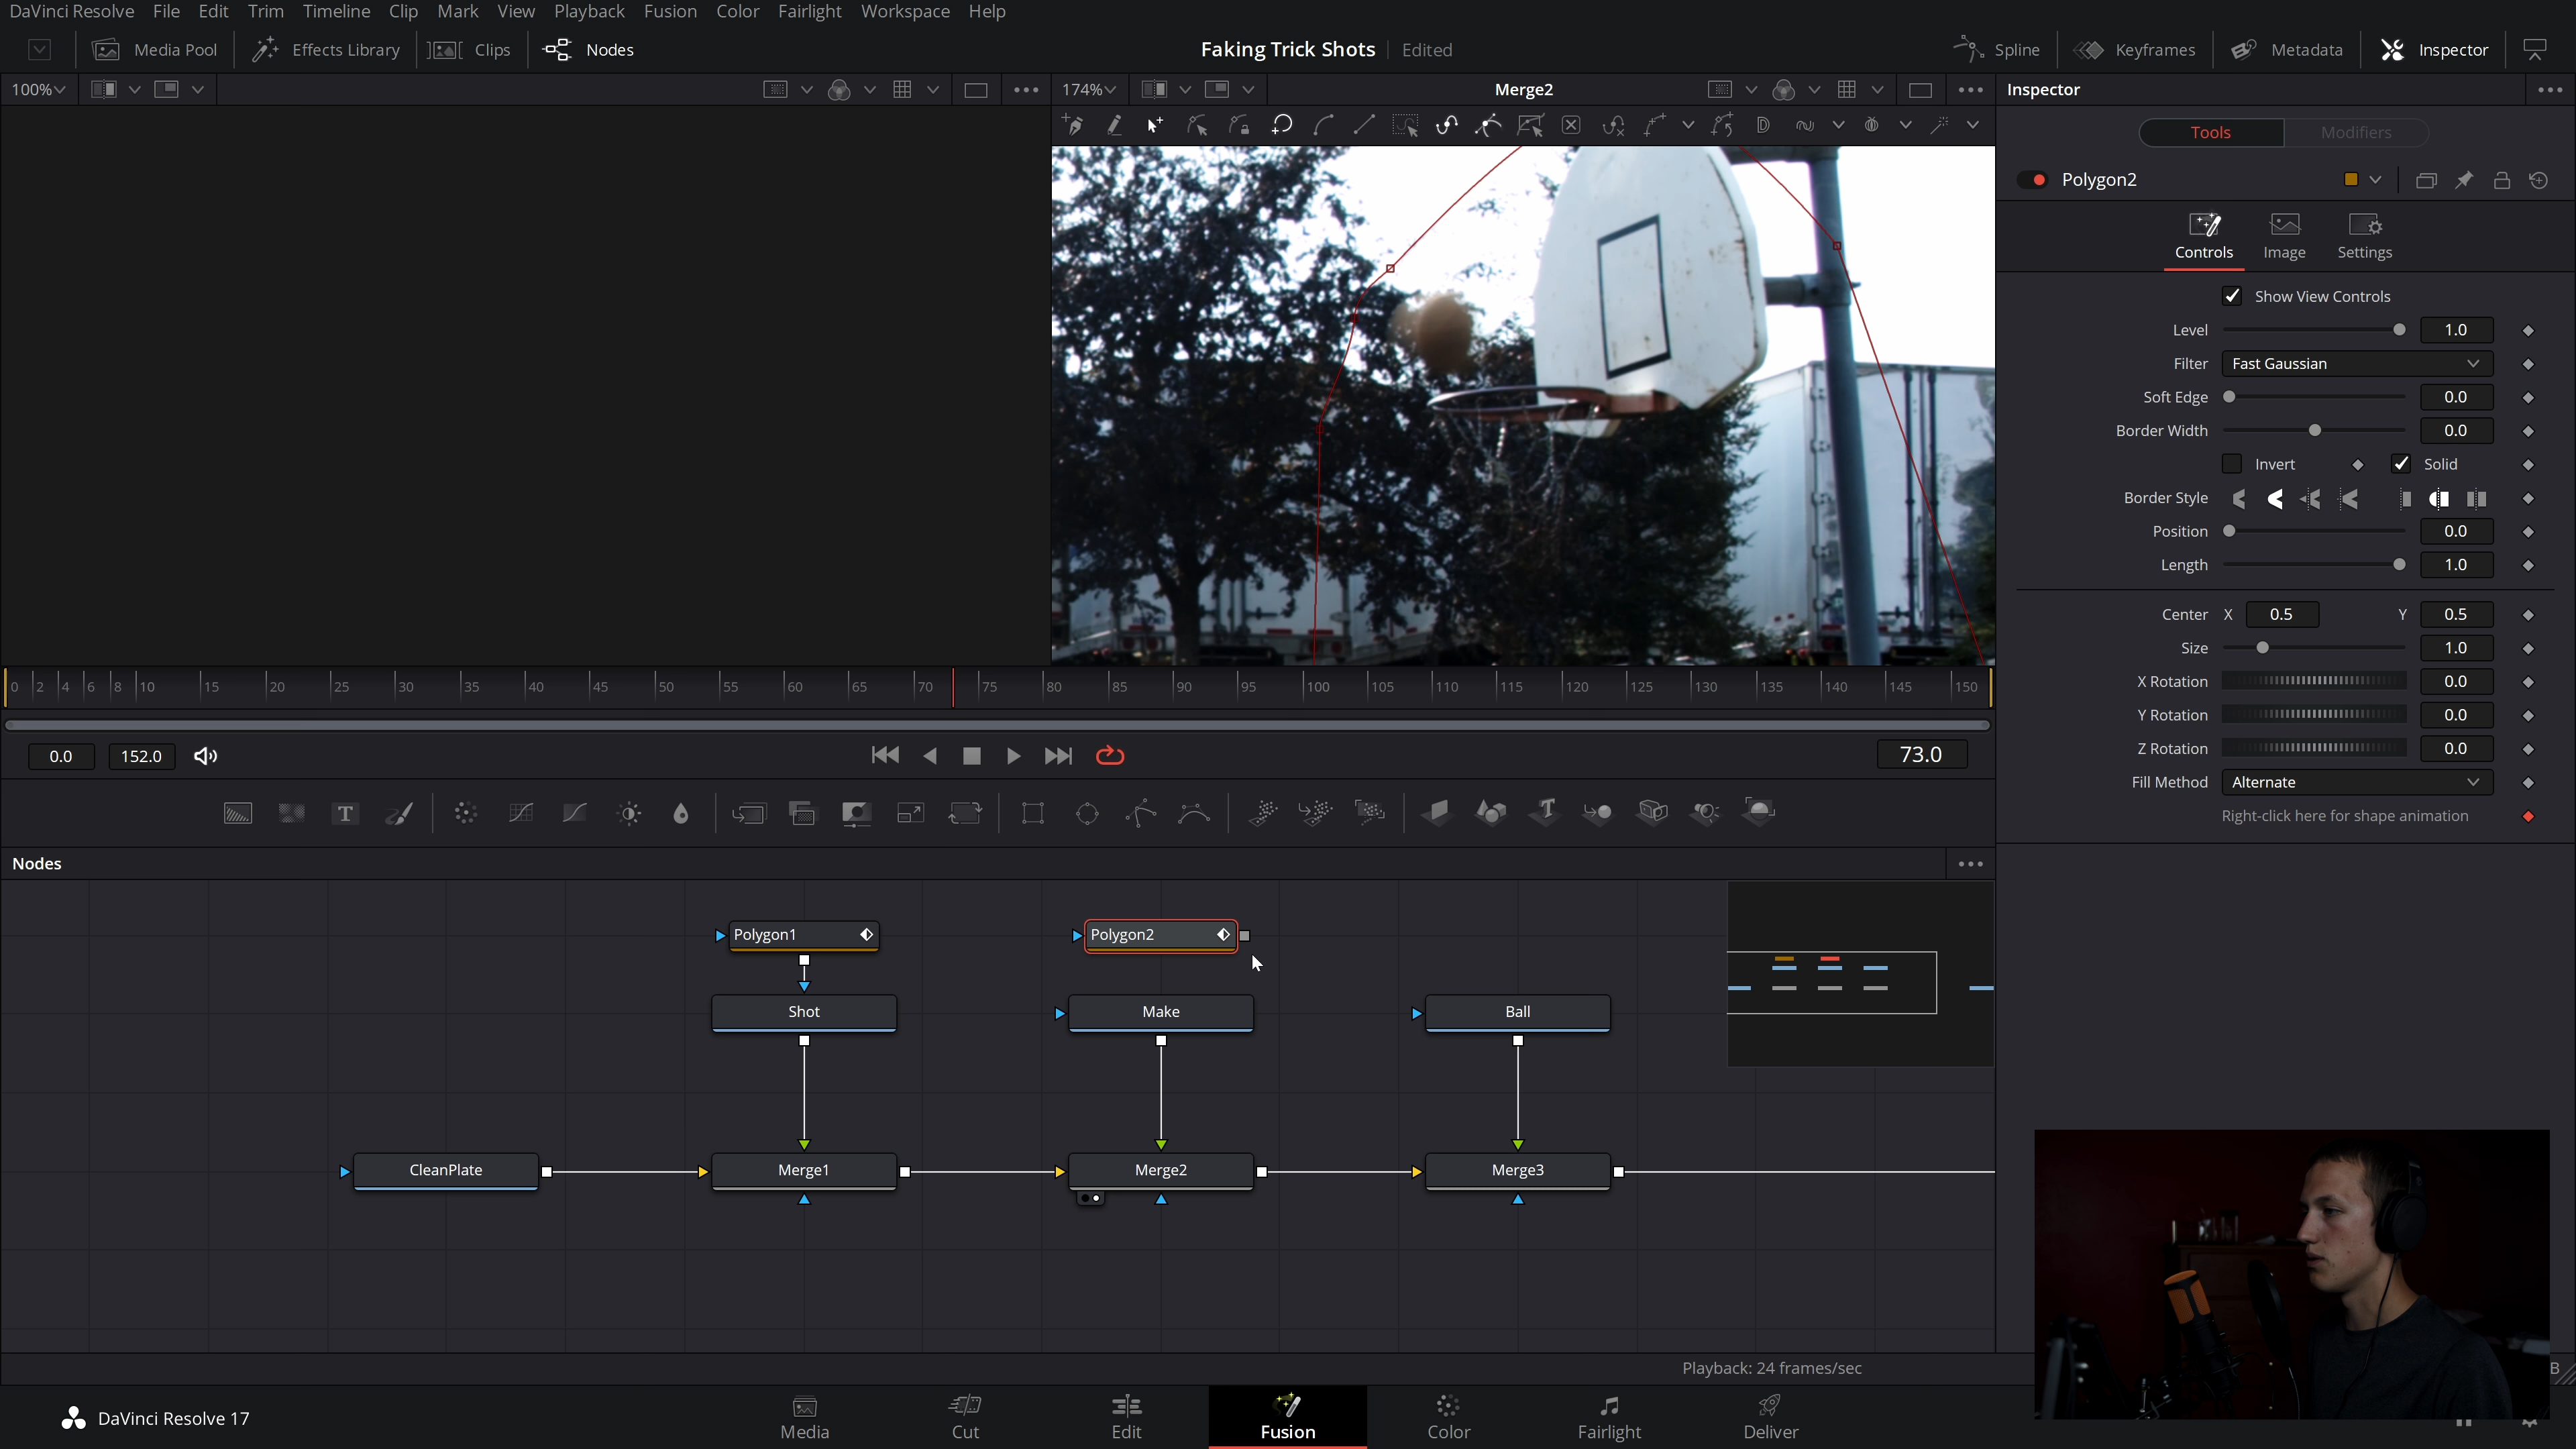 DaVinci Resolve File Edit Trim Timeline Clip Mark View Playback Fusion Color Fairlight Workspace Help
Media Pool Effects Library Clips Nodes Faking Trick Shots Edited Spline Keyframes Metadata Inspector
100% 174% Merge2 Inspector
Tools Modifiers
Polygon2
Controls Image Settings
Show View Controls
Level 1.0
Filter Fast Gaussian
Soft Edge 0.0
Border Width 0.0
Invert Solid
Border Style
Position 0.0
Length 1.0
Center X 0.5 Y 0.5
Size 1.0
X Rotation 0.0
Y Rotation 0.0
Z Rotation 0.0
Fill Method Alternate
Right-click here for shape animation
0 2 4 6 8 10 15 20 25 30 35 40 45 50 55 60 65 70 75 80 85 90 95 100 105 110 115 120 125 130 135 140 145 150
0.0 152.0 73.0
T D T
Nodes
Polygon1 Polygon2
Shot Make Ball
CleanPlate Merge1 Merge2 Merge3
Playback: 24 frames/sec
B
DaVinci Resolve 17 Media Cut Edit Fusion Color Fairlight Deliver